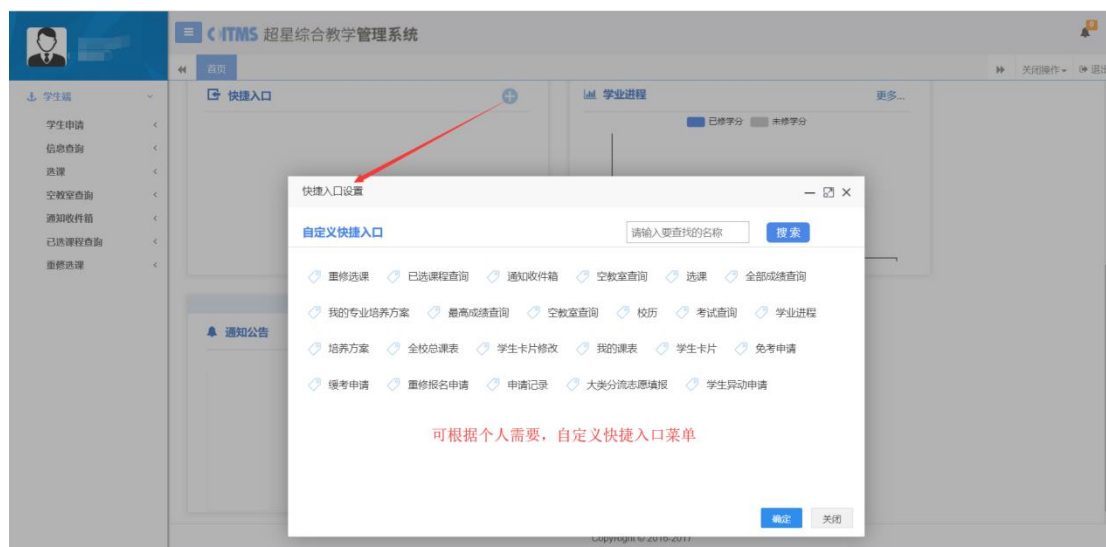 CHITMS 超星综合教学管理系统
首页
关闭操作
退出
学生端
学生申请
信息查询
选课
空教室查询
通知收件箱
已选课程查询
重修选课
快捷入口
学业进程 更多...
已修学分 未修学分
通知公告
快捷入口设置
自定义快捷入口 请输入要查找的名称 搜索
重修选课 已选课程查询 通知收件箱 空教室查询 选课 全部成绩查询
我的专业培养方案 最高成绩查询 空教室查询 校历 考试查询 学业进程
培养方案 全校总课表 学生卡片修改 我的课表 学生卡片 免考申请
缓考申请 重修报名申请 申请记录 大类分流志愿填报 学生异动申请
可根据个人需要，自定义快捷入口菜单
确定 关闭
CopyRight © 2016-2017